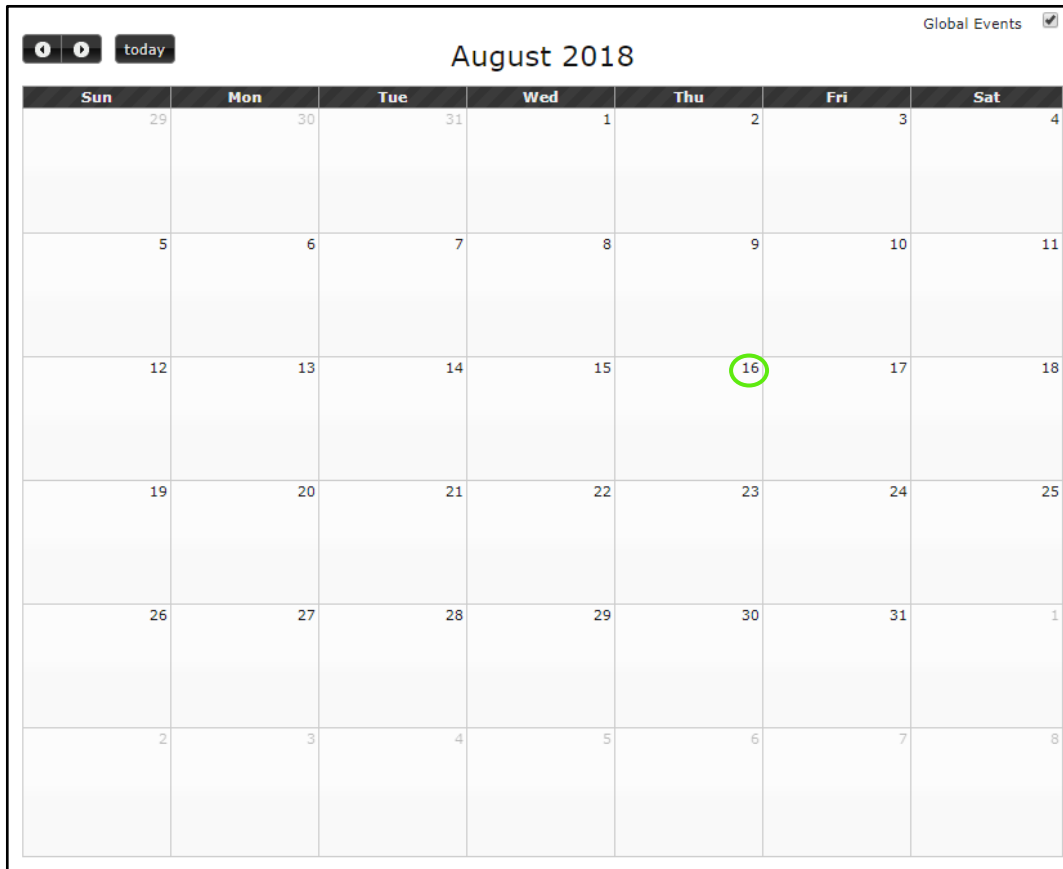 Global Events
today
August 2018
Sun Mon Tue Wed Thu Fri Sat
29 30 31 1 2 3 4
5 6 7 8 9 10 11
12 13 14 15 16 17 18
19 20 21 22 23 24 25
26 27 28 29 30 31 1
2 3 4 5 6 7 8